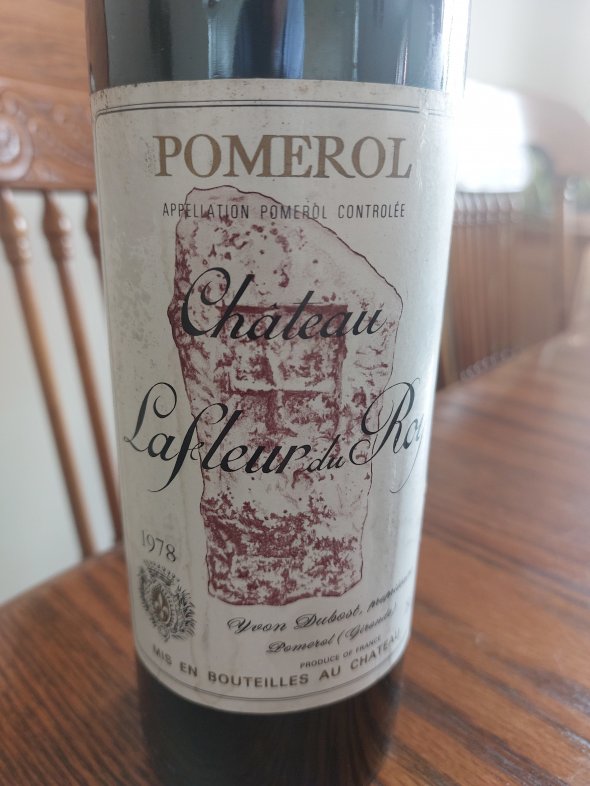 POMEROL
APPELLATION POMEROL CONTROLÉE
Château
Lafleur du Roy
1978
Yvon Dubost,
Pomerol (Gironde)
PRODUCE OF FRANCE
MIS EN BOUTEILLES AU CHATEAU